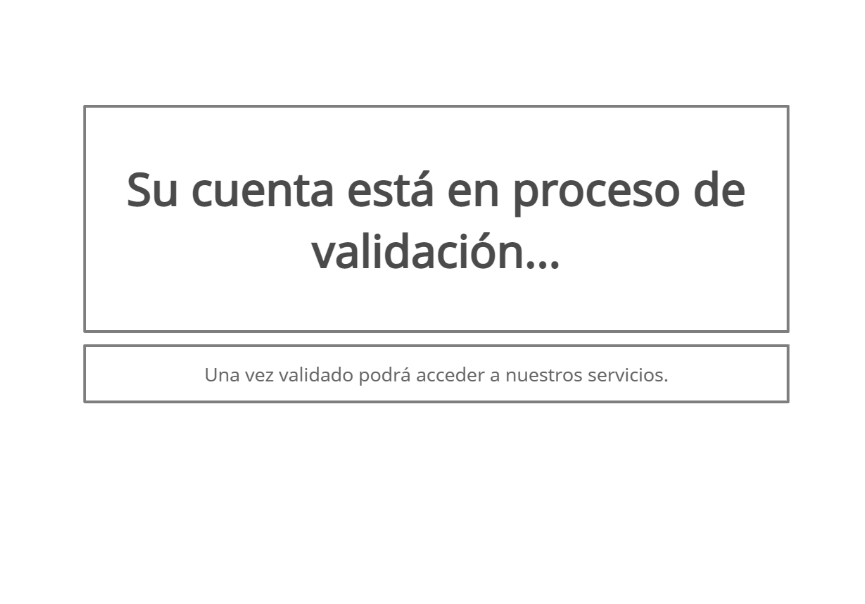 Su cuenta está en proceso de
validación...
Una vez validado podrá acceder a nuestros servicios.